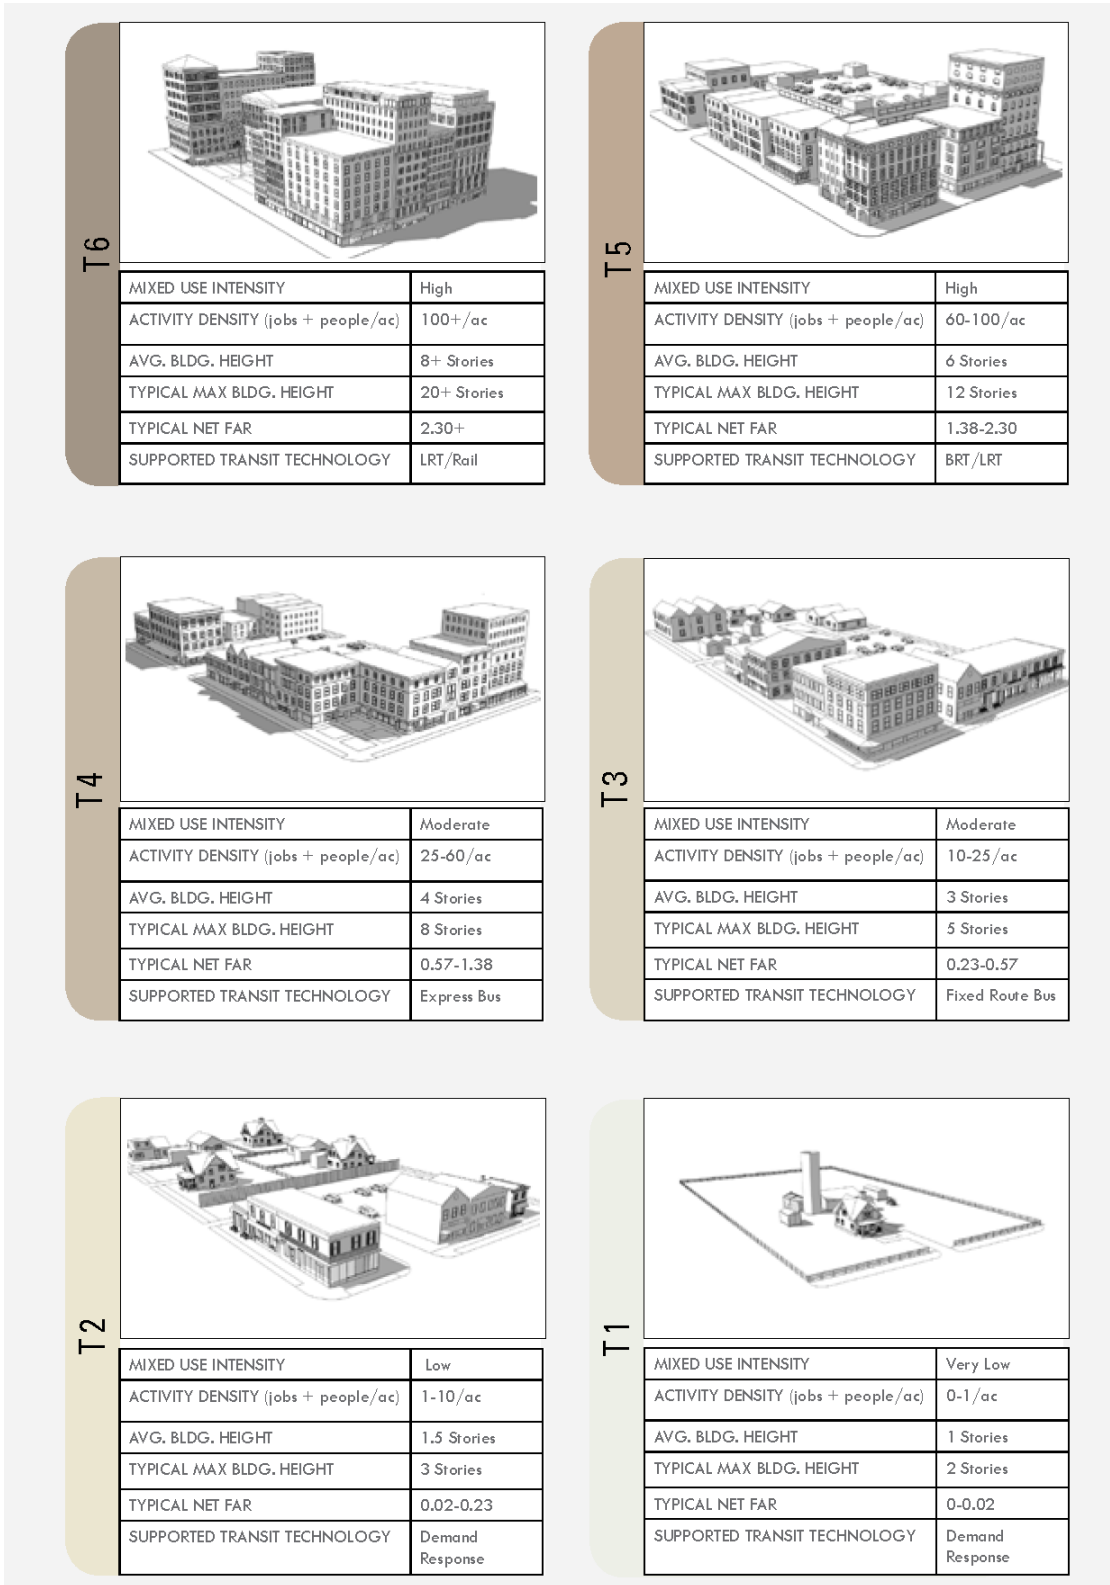 T6
MIXED USE INTENSITY High
ACTIVITY DENSITY (jobs + people/ac) 100+/ac
AVG. BLDG. HEIGHT 8+ Stories
TYPICAL MAX BLDG. HEIGHT 20+ Stories
TYPICAL NET FAR 2.30+
SUPPORTED TRANSIT TECHNOLOGY LRT/Rail
T5
MIXED USE INTENSITY High
ACTIVITY DENSITY (jobs + people/ac) 60-100/ac
AVG. BLDG. HEIGHT 6 Stories
TYPICAL MAX BLDG. HEIGHT 12 Stories
TYPICAL NET FAR 1.38-2.30
SUPPORTED TRANSIT TECHNOLOGY BRT/LRT
T4
MIXED USE INTENSITY Moderate
ACTIVITY DENSITY (jobs + people/ac) 25-60/ac
AVG. BLDG. HEIGHT 4 Stories
TYPICAL MAX BLDG. HEIGHT 8 Stories
TYPICAL NET FAR 0.57-1.38
SUPPORTED TRANSIT TECHNOLOGY Express Bus
T3
MIXED USE INTENSITY Moderate
ACTIVITY DENSITY (jobs + people/ac) 10-25/ac
AVG. BLDG. HEIGHT 3 Stories
TYPICAL MAX BLDG. HEIGHT 5 Stories
TYPICAL NET FAR 0.23-0.57
SUPPORTED TRANSIT TECHNOLOGY Fixed Route Bus
T2
MIXED USE INTENSITY Low
ACTIVITY DENSITY (jobs + people/ac) 1-10/ac
AVG. BLDG. HEIGHT 1.5 Stories
TYPICAL MAX BLDG. HEIGHT 3 Stories
TYPICAL NET FAR 0.02-0.23
SUPPORTED TRANSIT TECHNOLOGY Demand
Response
T1
MIXED USE INTENSITY Very Low
ACTIVITY DENSITY (jobs + people/ac) 0-1/ac
AVG. BLDG. HEIGHT 1 Stories
TYPICAL MAX BLDG. HEIGHT 2 Stories
TYPICAL NET FAR 0-0.02
SUPPORTED TRANSIT TECHNOLOGY Demand
Response